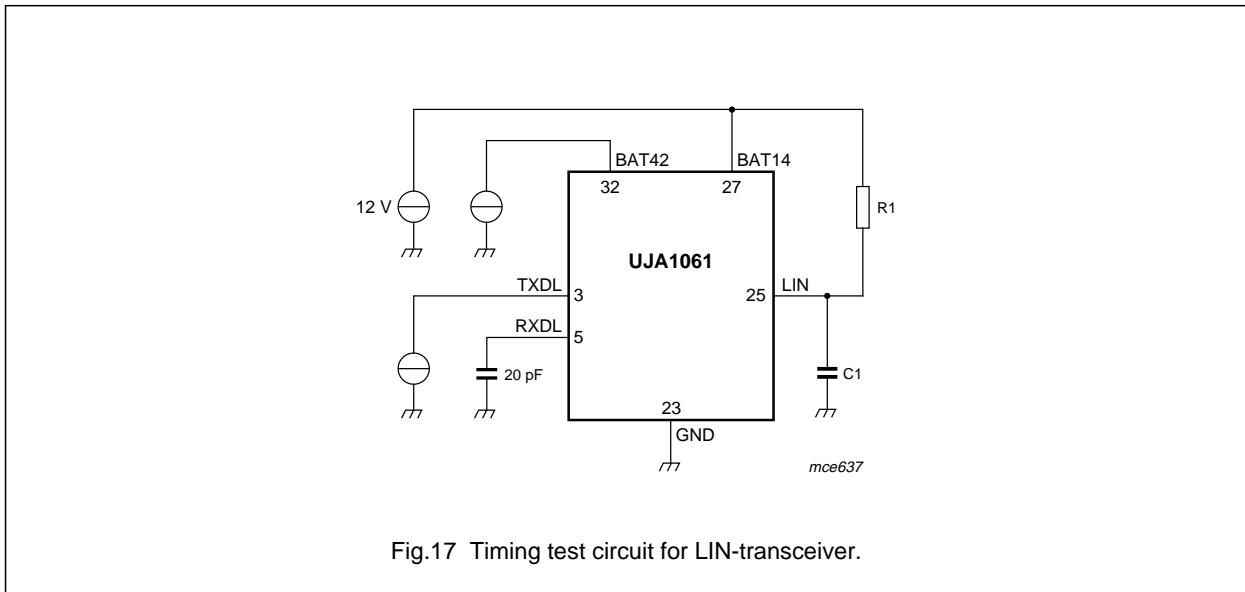 BAT42 BAT14
32 27
12 V
R1
UJA1061
TXDL 3 25 LIN
RXDL 5
20 pF C1
23
GND
mce637
Fig.17 Timing test circuit for LIN-transceiver.